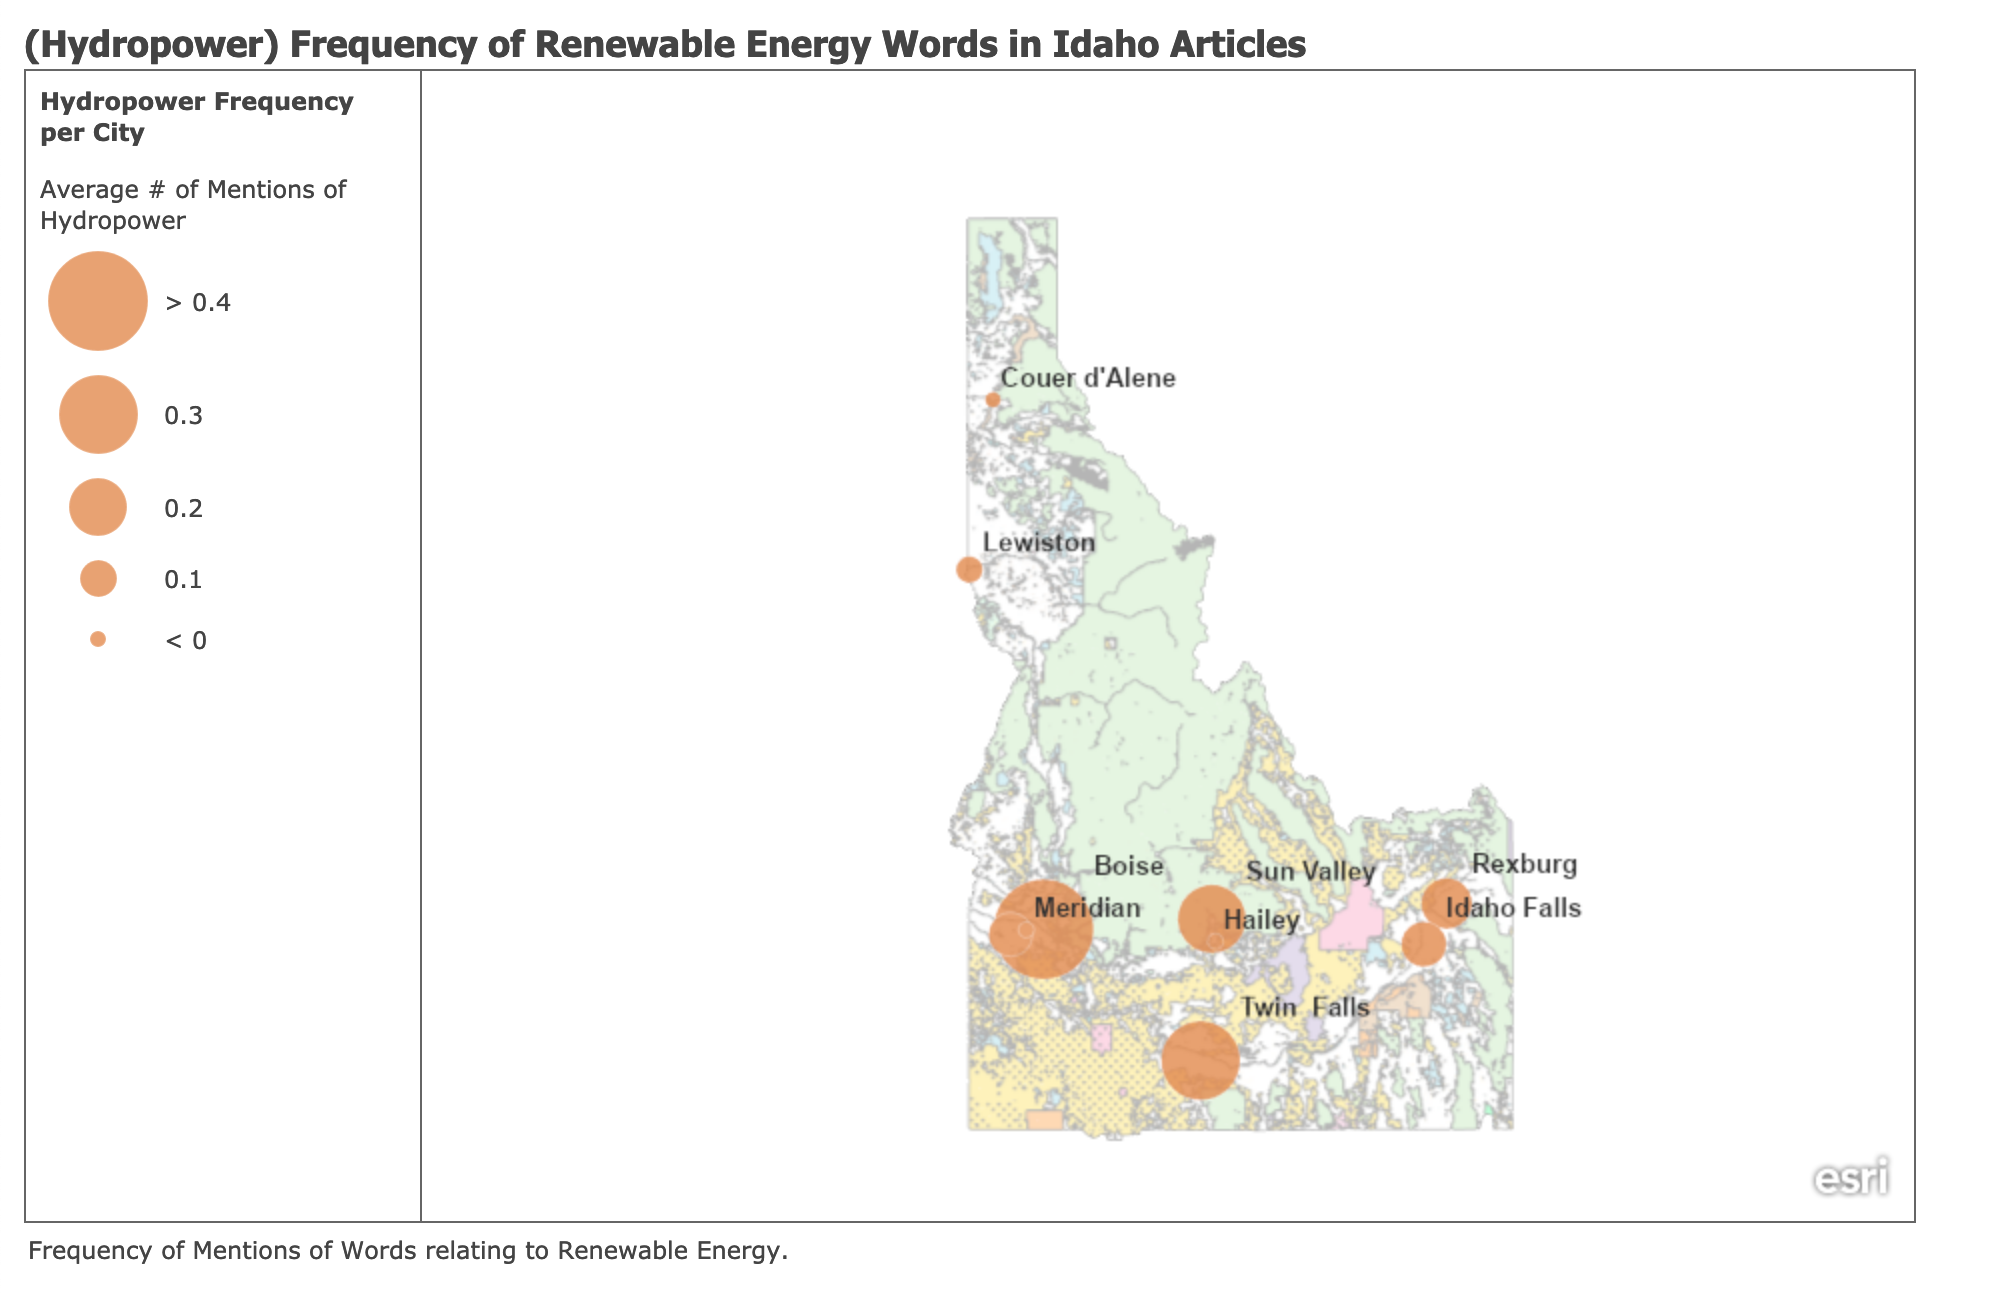 (Hydropower) Frequency of Renewable Energy Words in Idaho Articles
Hydropower Frequency
per City
Average # of Mentions of
Hydropower
> 0.4
0.3
0.2
0.1
< 0
Couer d'Alene
Lewiston
Boise
Sun Valley
Rexburg
Meridian
Hailey
Idaho Falls
Twin Falls
esri
Frequency of Mentions of Words relating to Renewable Energy.